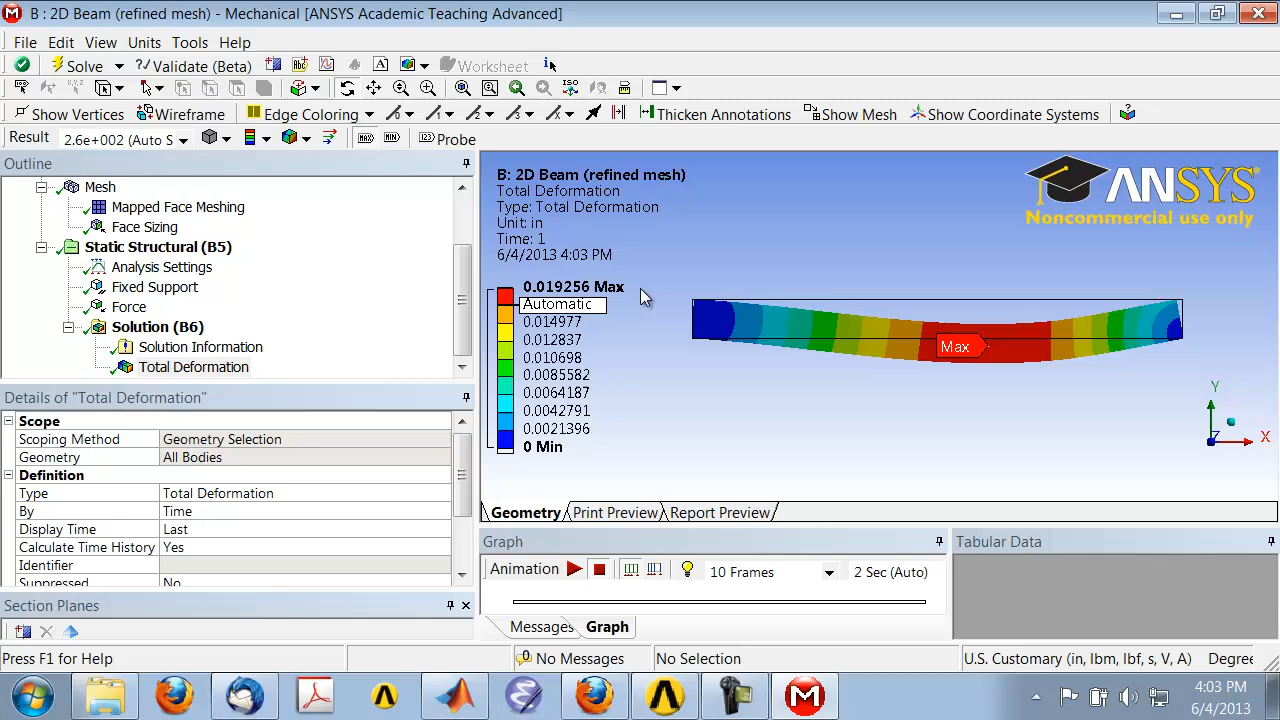 B : 2D Beam (refined mesh) - Mechanical [ANSYS Academic Teaching Advanced]
File Edit View Units Tools Help
Solve ?/Validate (Beta) Worksheet
Show Vertices Wireframe Edge Coloring Thicken Annotations Show Mesh Show Coordinate Systems
Result 2.6e+002 (Auto S Probe
Outline
Mesh
Mapped Face Meshing
Face Sizing
Static Structural (B5)
Analysis Settings
Fixed Support
Force
Solution (B6)
Solution Information
Total Deformation
Details of "Total Deformation"
Scope
Scoping Method Geometry Selection
Geometry All Bodies
Definition
Type Total Deformation
By Time
Display Time Last
Calculate Time History Yes
Identifier
Suppressed No
Section Planes
B: 2D Beam (refined mesh)
Total Deformation
Type: Total Deformation
Unit: in
Time: 1
6/4/2013 4:03 PM
0.019256 Max
Automatic
0.014977
0.012837
0.010698
0.0085582
0.0064187
0.0042791
0.0021396
0 Min
Max
ANSYS
Noncommercial use only
Y
Z
X
Geometry Print Preview Report Preview
Graph
Animation 10 Frames 2 Sec (Auto)
Messages Graph
Tabular Data
Press F1 for Help 0 No Messages No Selection U.S. Customary (in, lbm, lbf, s, V, A) Degree
4:03 PM
6/4/2013